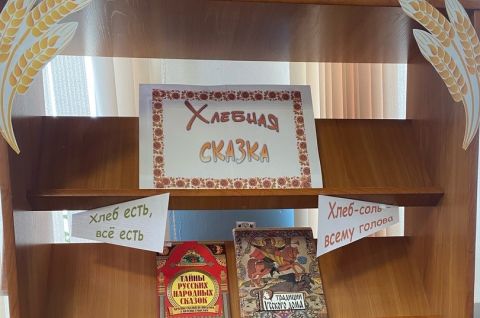 Хлебная
сказка
Хлеб есть,
всё есть
Хлеб-соль
всему голова
ТАЙНЫ
РУССКИХ
НАРОДНЫХ
СКАЗОК
ТРАДИЦИИ
РУССКОГО ДОМА